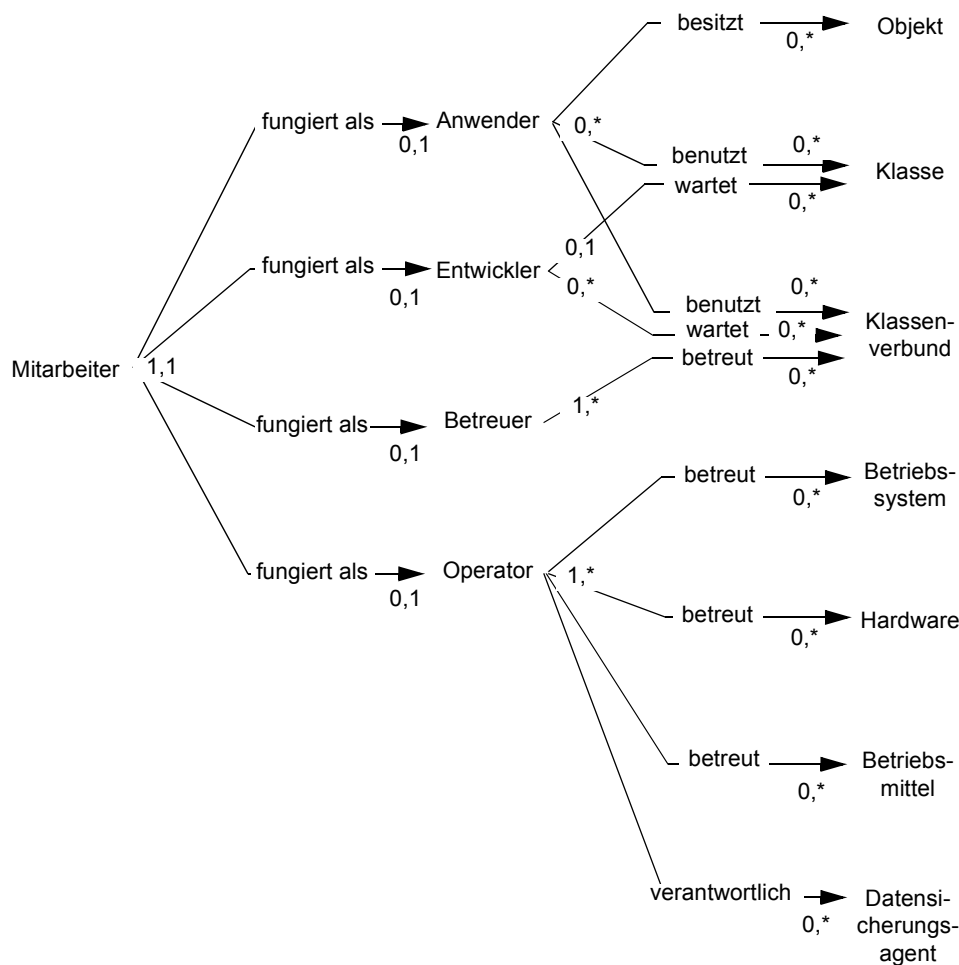 besitzt 0,* Objekt
fungiert als 0,1 Anwender 0,*
benutzt 0,* Klasse
wartet 0,*
fungiert als 0,1 Entwickler 0,1
0,*
benutzt 0,* Klassen-
wartet 0,* verbund
betreut 0,*
Mitarbeiter 1,1
fungiert als 0,1 Betreuer 1,*
betreut 0,* Betriebs-
system
fungiert als 0,1 Operator 1,*
betreut 0,* Hardware
betreut 0,* Betriebs-
mittel
verantwortlich 0,* Datensi-
cherungs-
agent